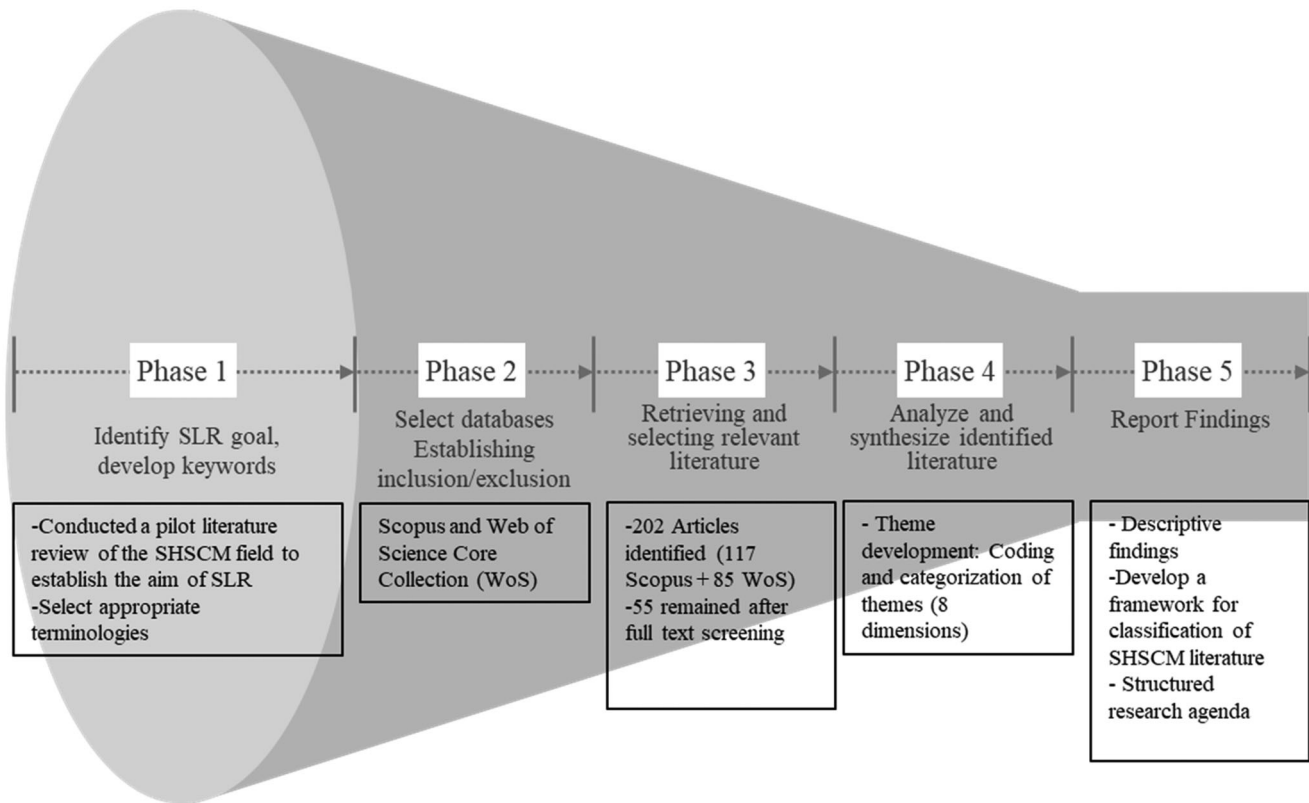 Phase 1
Identify SLR goal,
develop keywords
-Conducted a pilot literature
review of the SHSCM field to
establish the aim of SLR
-Select appropriate
terminologies
Phase 2
Select databases
Establishing
inclusion/exclusion
Scopus and Web of
Science Core
Collection (WoS)
Phase 3
Retrieving and
selecting relevant
literature
-202 Articles
identified (117
Scopus + 85 WoS)
-55 remained after
full text screening
Phase 4
Analyze and
synthesize identified
literature
- Theme
development: Coding
and categorization of
themes (8
dimensions)
Phase 5
Report Findings
- Descriptive
findings
-Develop a
framework for
classification of
SHSCM literature
- Structured
research agenda